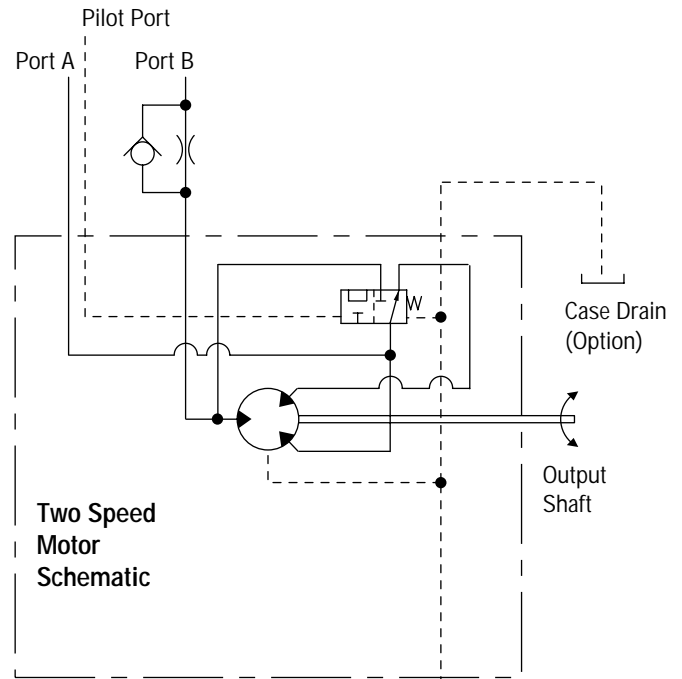 Pilot Port
Port A
Port B
Case Drain
(Option)
Output
Shaft
Two Speed
Motor
Schematic